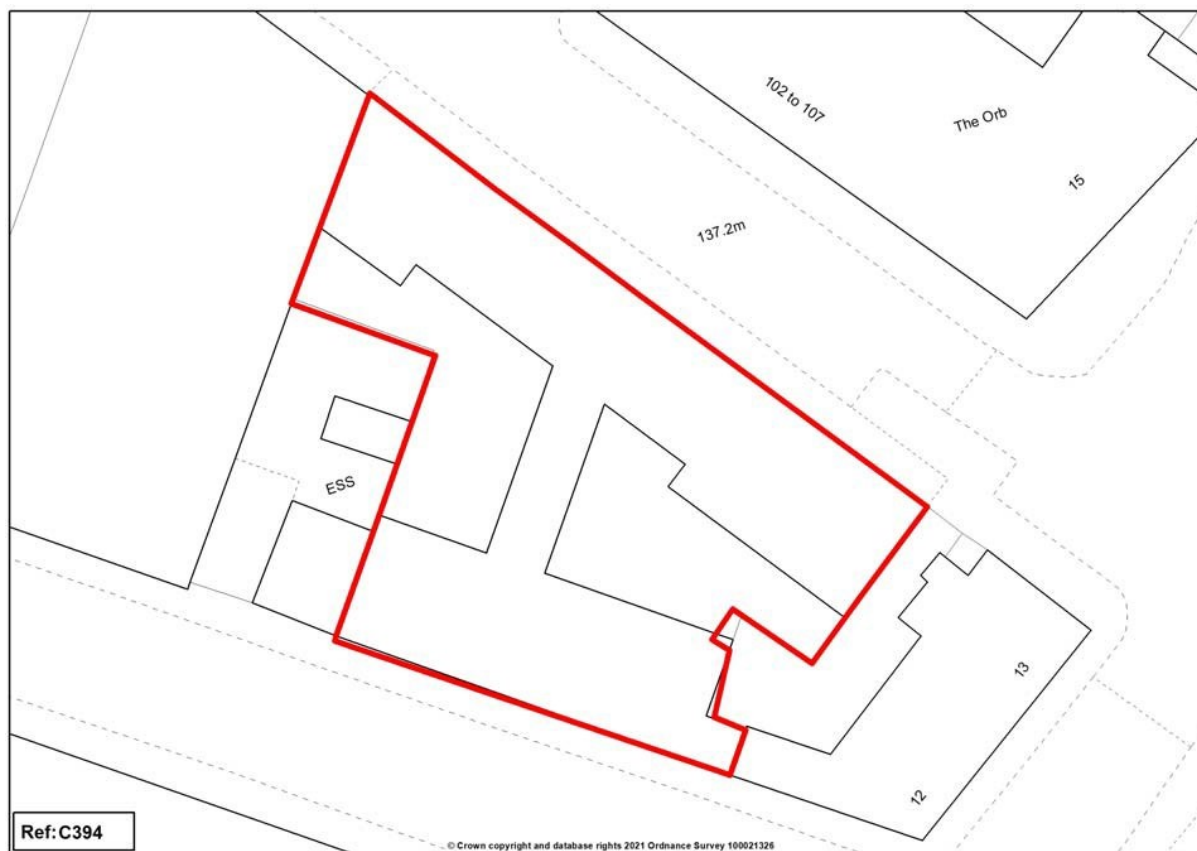 102 to 107
The Orb
15
137.2m
ESS
13
12
Ref:C394
© Crown copyright and database rights 2021 Ordnance Survey 100021326